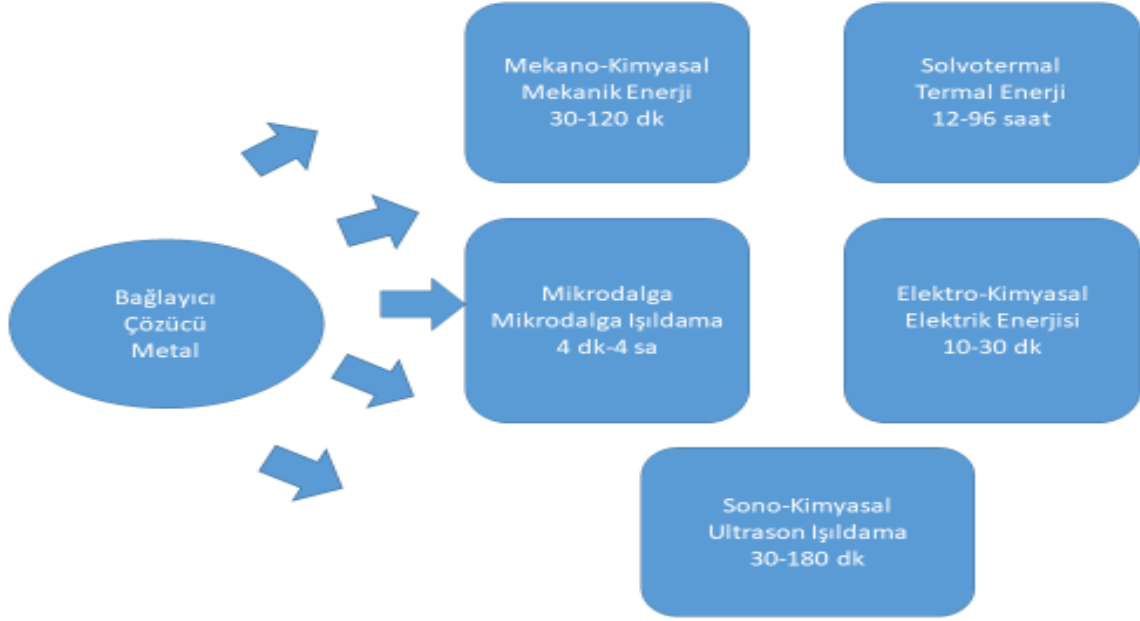 Mekano-Kimyasal
Mekanik Enerji
30-120 dk
Solvotermal
Termal Enerji
12-96 saat
Bağlayıcı
Çözücü
Metal
Mikrodalga
Mikrodalga Işıldama
4 dk-4 sa
Elektro-Kimyasal
Elektrik Enerjisi
10-30 dk
Sono-Kimyasal
Ultrason Işıldama
30-180 dk